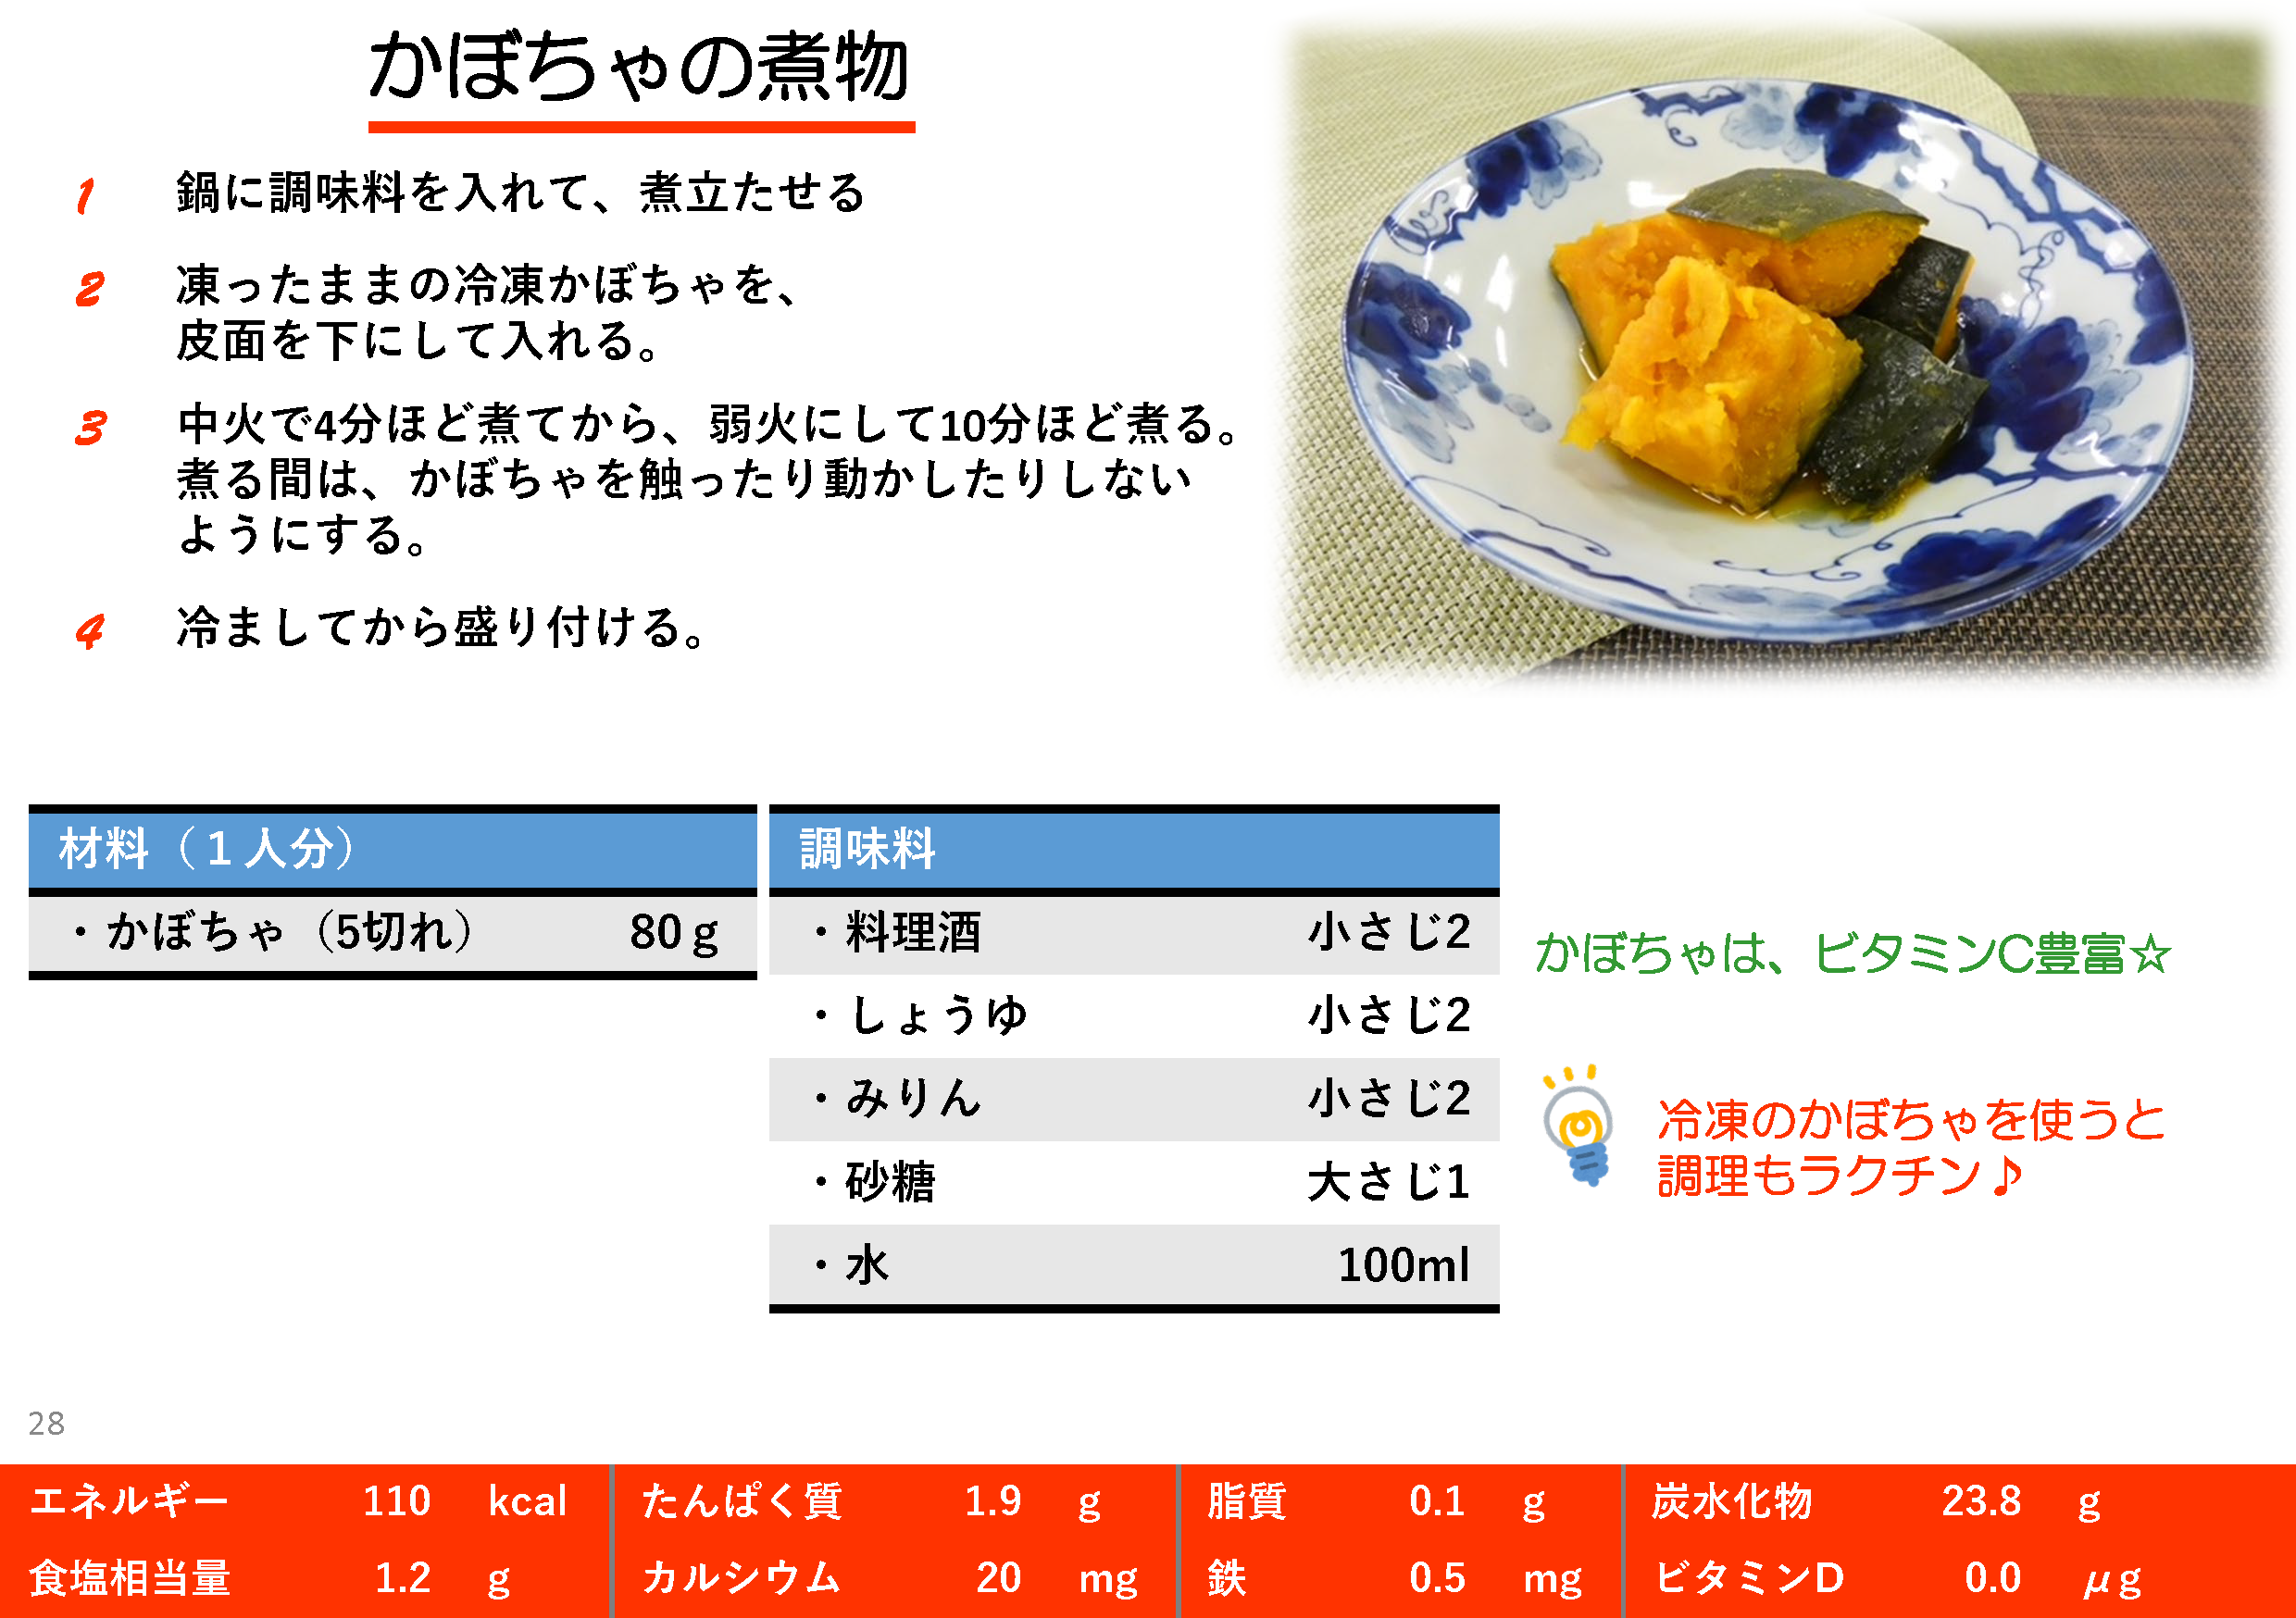 かぼちゃの煮物
1 鍋に調味料を入れて、煮立たせる
2 凍ったままの冷凍かぼちゃを、
皮面を下にして入れる。
3 中火で4分ほど煮てから、弱火にして10分ほど煮る。
煮る間は、かぼちゃを触ったり動かしたりしない
ようにする。
4 冷ましてから盛り付ける。
材料（１人分）
・かぼちゃ（5切れ） 80ｇ
調味料
・料理酒 小さじ2
・しょうゆ 小さじ2
・みりん 小さじ2
・砂糖 大さじ1
・水 100ml
かぼちゃは、ビタミンC豊富☆
冷凍のかぼちゃを使うと
調理もラクチン♪
28
エネルギー 110 kcal たんぱく質 1.9 g 脂質 0.1 g 炭水化物 23.8 g
食塩相当量 1.2 g カルシウム 20 mg 鉄 0.5 mg ビタミンD 0.0 μg